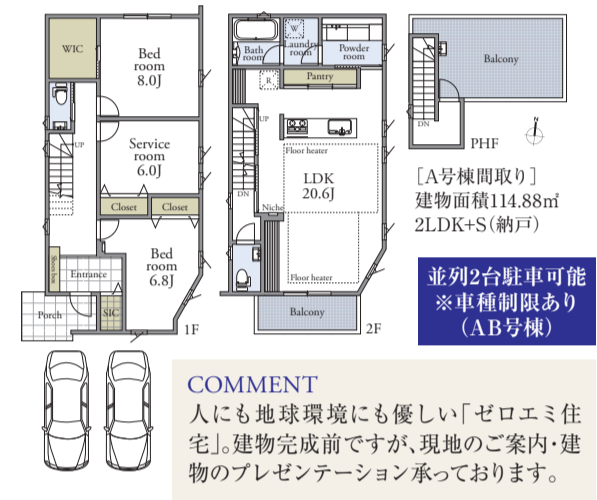 WIC
Bed
room
8.0J
UP
Service
room
6.0J
Closet
Closet
Bed
room
6.8J
Shoes box
Entrance
SIC
Porch
1F
Bath
room
W
Laundry
room
Powder
room
R
Pantry
UP
Floor heater
LDK
20.6J
DN
Niche
Floor heater
Balcony
2F
Balcony
DN
PHF
N
[A号棟間取り]
建物面積114.88㎡
2LDK+S(納戸)
並列2台駐車可能
※車種制限あり
(AB号棟)
COMMENT
人にも地球環境にも優しい「ゼロエミ住
宅」。建物完成前ですが、現地のご案内・建
物のプレゼンテーション承っております。